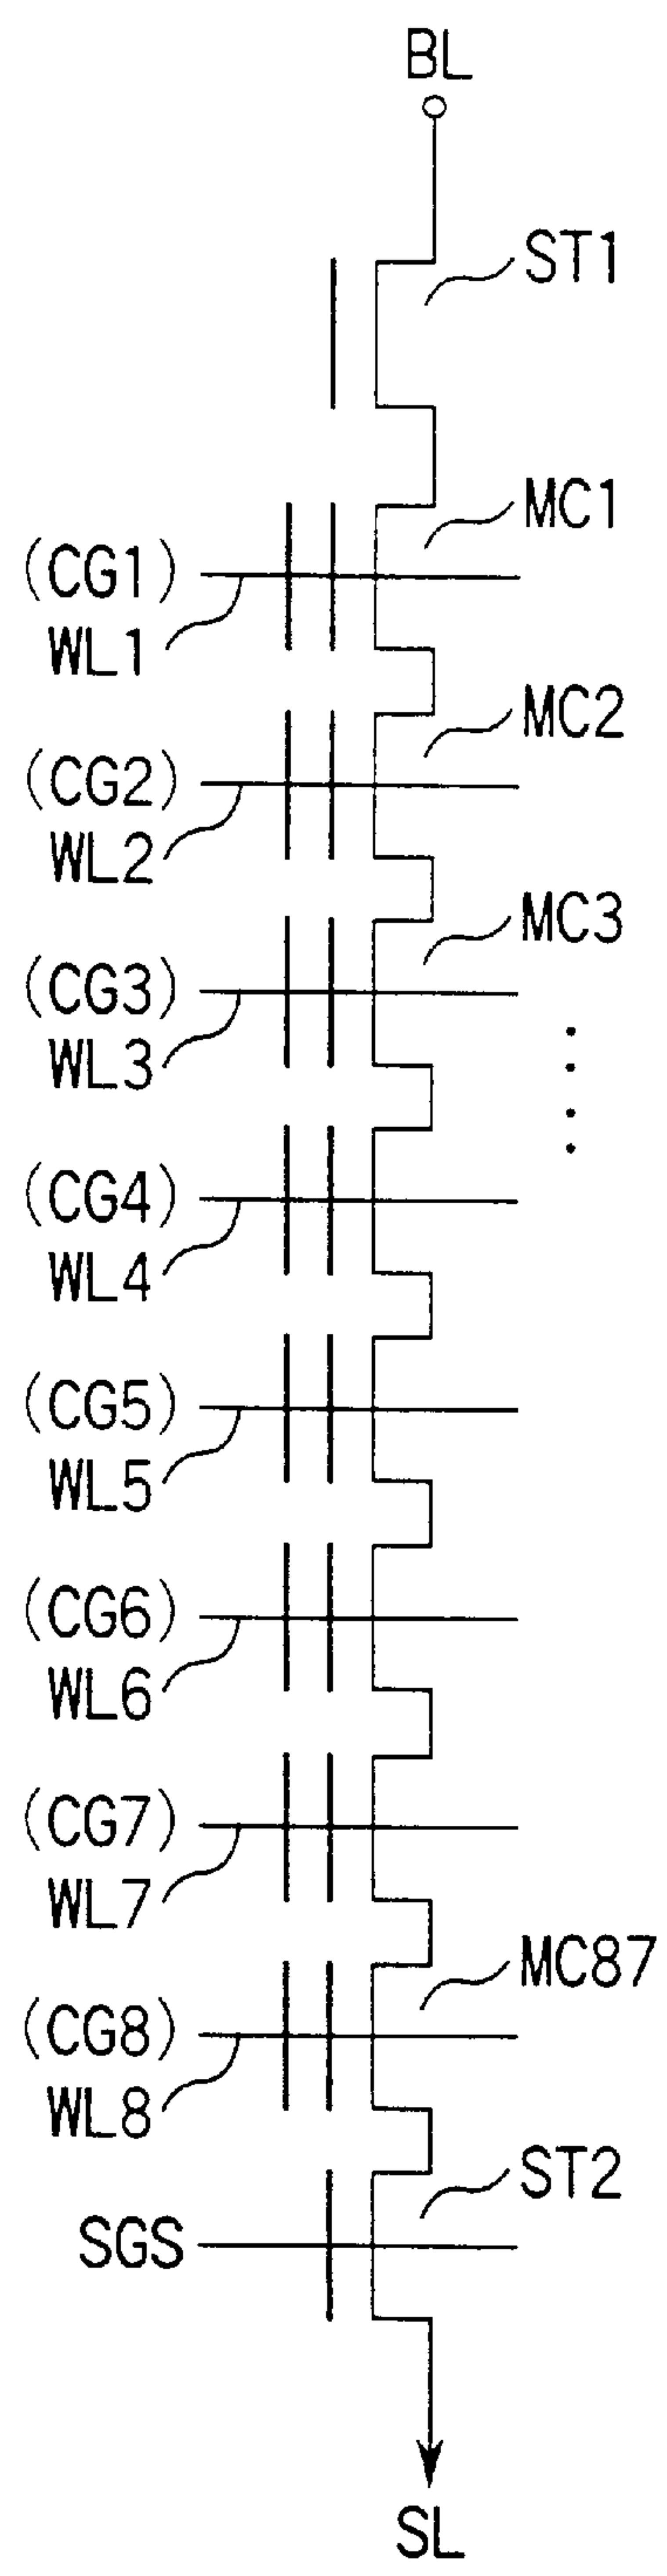 BL
ST1
MC1
(CG1)
WL1
MC2
(CG2)
WL2
MC3
(CG3)
WL3
(CG4)
WL4
(CG5)
WL5
(CG6)
WL6
(CG7)
WL7
MC87
(CG8)
WL8
ST2
SGS
SL